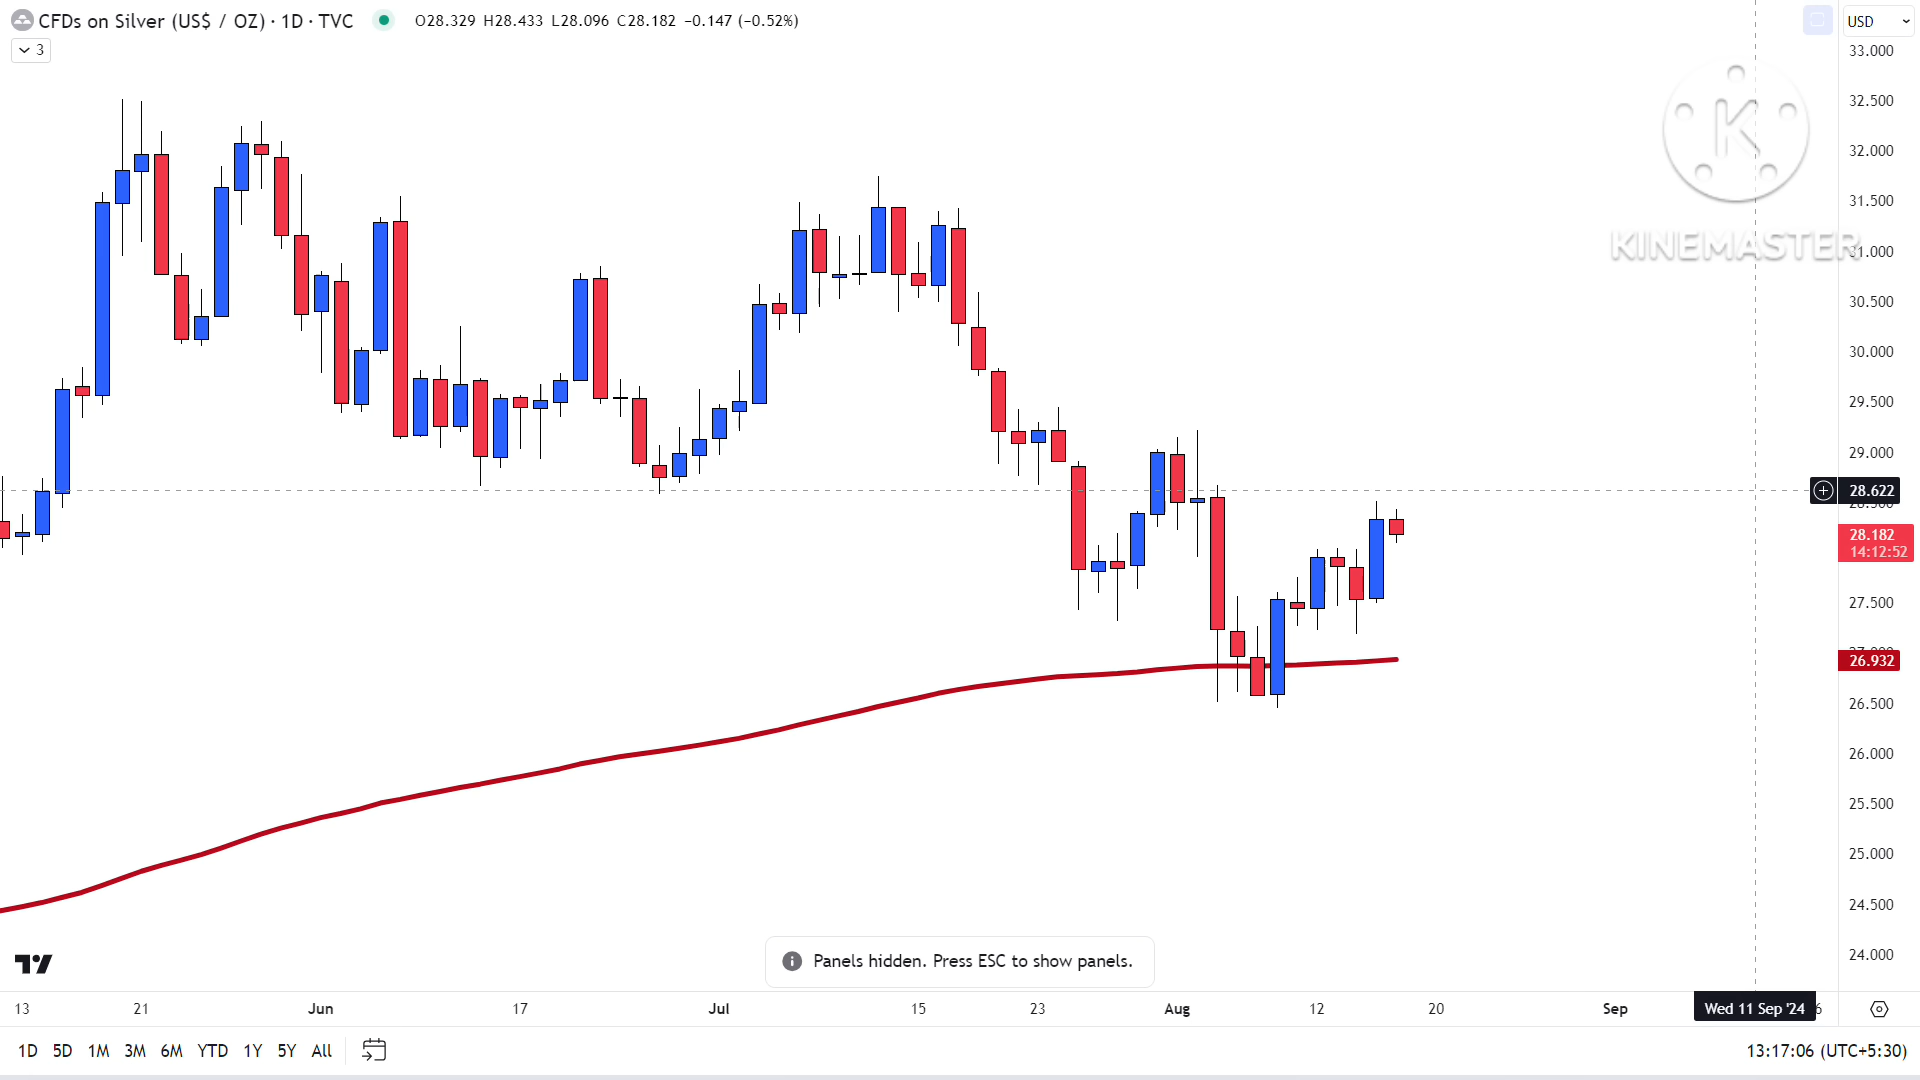 CFDs on Silver (US$ / OZ) · 1D · TVC O28.329 H28.433 L28.096 C28.182 −0.147 (−0.52%)
USD
3
33.000
32.500
32.000
31.500
K
KINEMASTER
31.000
30.500
30.000
29.500
29.000
28.622
28.500
28.182
14:12:52
27.500
27.000
26.932
26.500
26.000
25.500
25.000
24.500
24.000
Panels hidden. Press ESC to show panels.
13 21 Jun 17 Jul 15 23 Aug 12 20 Sep Wed 11 Sep '24
1D 5D 1M 3M 6M YTD 1Y 5Y All
13:17:06 (UTC+5:30)